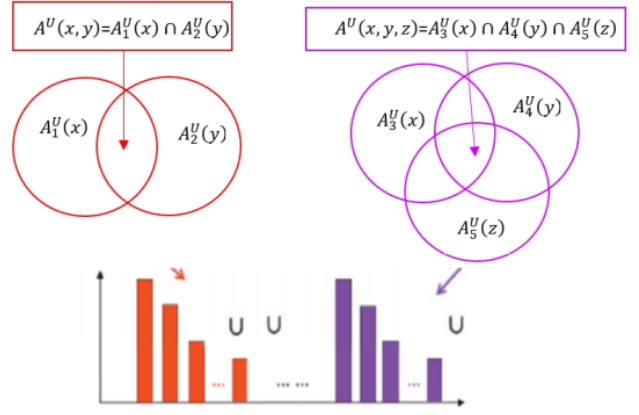 A^U(x,y)=A_1^U(x) ∩ A_2^U(y)
A^U(x,y,z)=A_3^U(x) ∩ A_4^U(y) ∩ A_5^U(z)
A_1^U(x)
A_2^U(y)
A_3^U(x)
A_4^U(y)
A_5^U(z)
... ∪ ∪ ... ... ... ∪